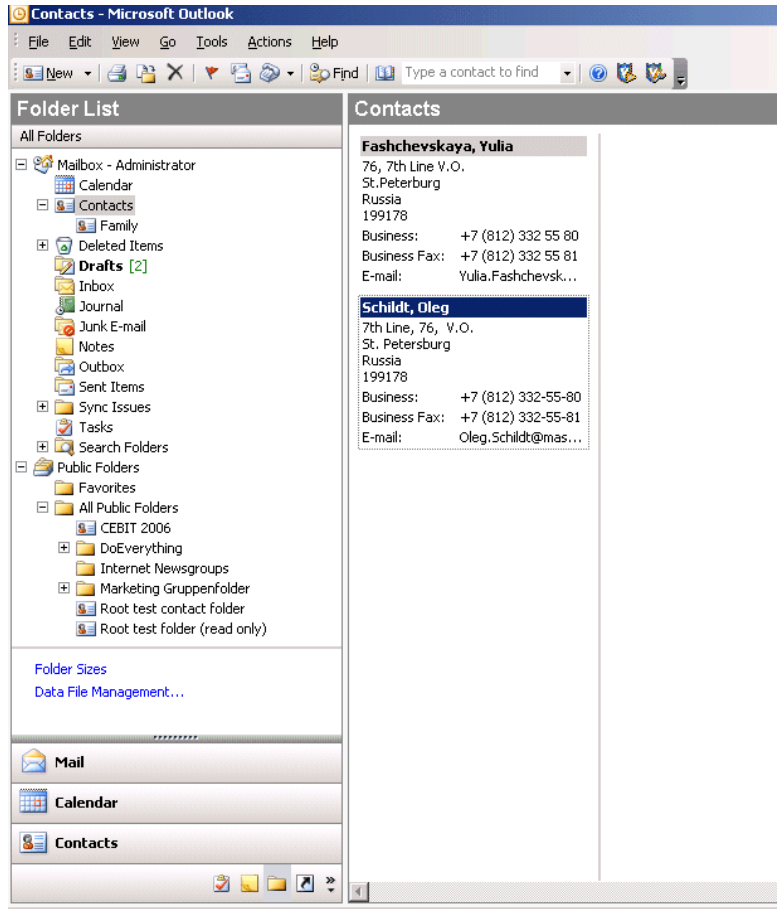 Contacts - Microsoft Outlook
File Edit View Go Tools Actions Help
New Find Type a contact to find
Folder List
All Folders
Mailbox - Administrator
Calendar
Contacts
Family
Deleted Items
Drafts [2]
Inbox
Journal
Junk E-mail
Notes
Outbox
Sent Items
Sync Issues
Tasks
Search Folders
Public Folders
Favorites
All Public Folders
CEBIT 2006
DoEverything
Internet Newsgroups
Marketing Gruppenfolder
Root test contact folder
Root test folder (read only)
Folder Sizes
Data File Management...
Mail
Calendar
Contacts
Contacts
Fashchevskaya, Yulia
76, 7th Line V.O.
St.Peterburg
Russia
199178
Business: +7 (812) 332 55 80
Business Fax: +7 (812) 332 55 81
E-mail: Yulia.Fashchevsk...
Schildt, Oleg
7th Line, 76, V.O.
St. Petersburg
Russia
199178
Business: +7 (812) 332-55-80
Business Fax: +7 (812) 332-55-81
E-mail: Oleg.Schildt@mas...